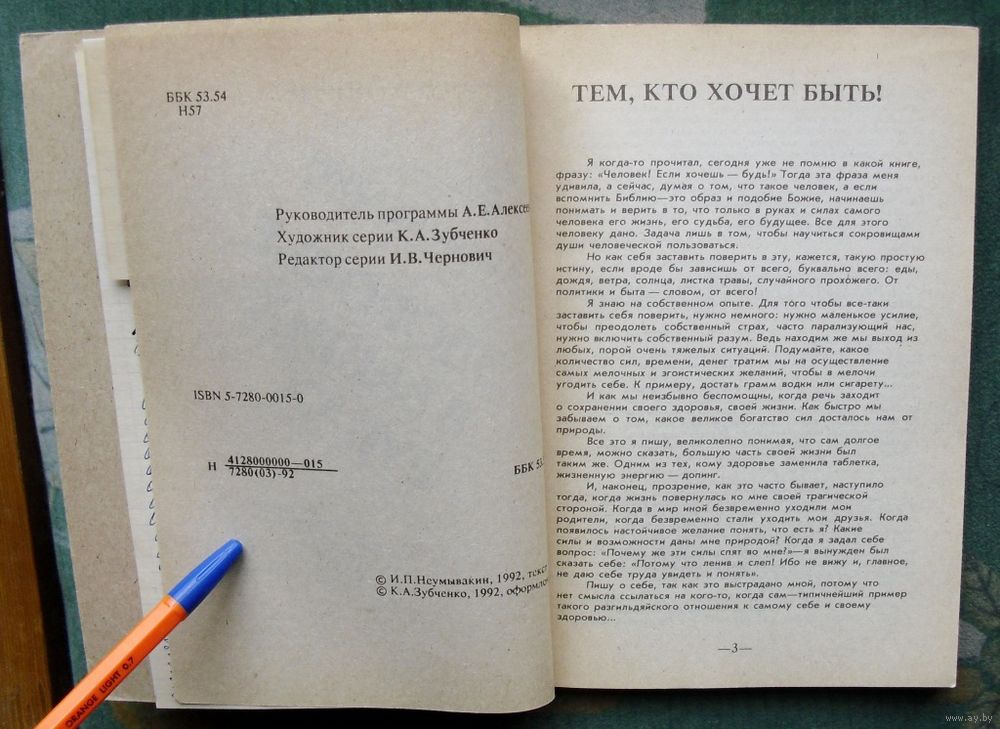 ББК 53.54
Н57
Руководитель программы А.Е.Алексе
Художник серии К.А.Зубченко
Редактор серии И.В.Чернович
ISBN 5-7280-0015-0
Н 4128000000—015
7280(03)-92
ББК 53.
© И.П.Неумывакин, 1992, текст
© К.А.Зубченко, 1992, оформлен
ORANGE LIGHT 0.7
ТЕМ, КТО ХОЧЕТ БЫТЬ!
Я когда-то прочитал, сегодня уже не помню в какой книге,
фразу: «Человек! Если хочешь — будь!» Тогда эта фраза меня
удивила, а сейчас, думая о том, что такое человек, а если
вспомнить Библию—это образ и подобие Божие, начинаешь
понимать и верить в то, что только в руках и силах самого
человека его жизнь, его судьба, его будущее. Все для этого
человеку дано. Задача лишь в том, чтобы научиться сокровищами
души человеческой пользоваться.
Но как себя заставить поверить в эту, кажется, такую простую
истину, если вроде бы зависишь от всего, буквально всего: еды,
дождя, ветра, солнца, листка травы, случайного прохожего. От
политики и быта — словом, от всего!
Я знаю на собственном опыте. Для того чтобы все-таки
заставить себя поверить, нужно немного: нужно маленькое усилие,
чтобы преодолеть собственный страх, часто парализующий нас,
нужно включить собственный разум. Ведь находим же мы выход из
любых, порой очень тяжелых ситуаций. Подумайте, какое
количество сил, времени, денег тратим мы на осуществление
самых мелочных и эгоистических желаний, чтобы в мелочи
угодить себе. К примеру, достать грамм водки или сигарету...
И как мы неизбывно беспомощны, когда речь заходит
о сохранении своего здоровья, своей жизни. Как быстро мы
забываем о том, какое великое богатство сил досталось нам от
природы.
Все это я пишу, великолепно понимая, что сам долгое
время, можно сказать, большую часть своей жизни был
таким же. Одним из тех, кому здоровье заменила таблетка,
жизненную энергию — допинг.
И, наконец, прозрение, как это часто бывает, наступило
тогда, когда жизнь повернулась ко мне своей трагической
стороной. Когда в мир иной безвременно уходили мои
родители, когда безвременно стали уходить мои друзья. Когда
появилось настойчивое желание понять, что есть я? Какие
силы и возможности даны мне природой? Когда я задал себе
вопрос: «Почему же эти силы спят во мне?»—я вынужден был
сказать себе: «Потому что ленив и слеп! Ибо не вижу и, главное,
не даю себе труда увидеть и понять».
Пишу о себе, так как это выстрадано мной, потому что
нет смысла ссылаться на кого-то, когда сам—типичнейший пример
такого разгильдяйского отношения к самому себе и своему
здоровью...
—3—
www.ay.by